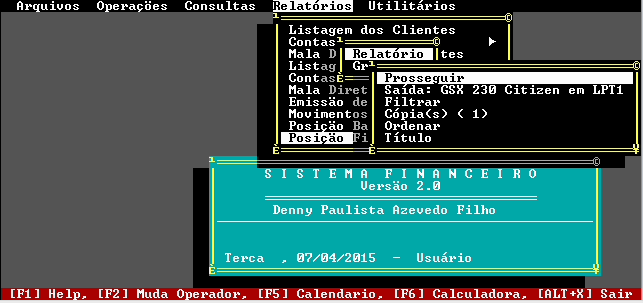 Arquivos Operações Consultas Relatórios Utilitários
Listagem dos Clientes
Contas
Mala D
Relatório
tes
Listag
Gr
Contas
Prosseguir
Mala Diret
Saída: GSX 230 Citizen em LPT1
Emissão de
Filtrar
Movimentos
Cópia(s) ( 1)
Posição Ba
Ordenar
Posição Fi
Título
S I S T E M A F I N A N C E I R O
Versäo 2.0
Denny Paulista Azevedo Filho
Terca , 07/04/2015 - Usuário
[F1] Help, [F2] Muda Operador, [F5] Calendario, [F6] Calculadora, [ALT+X] Sair